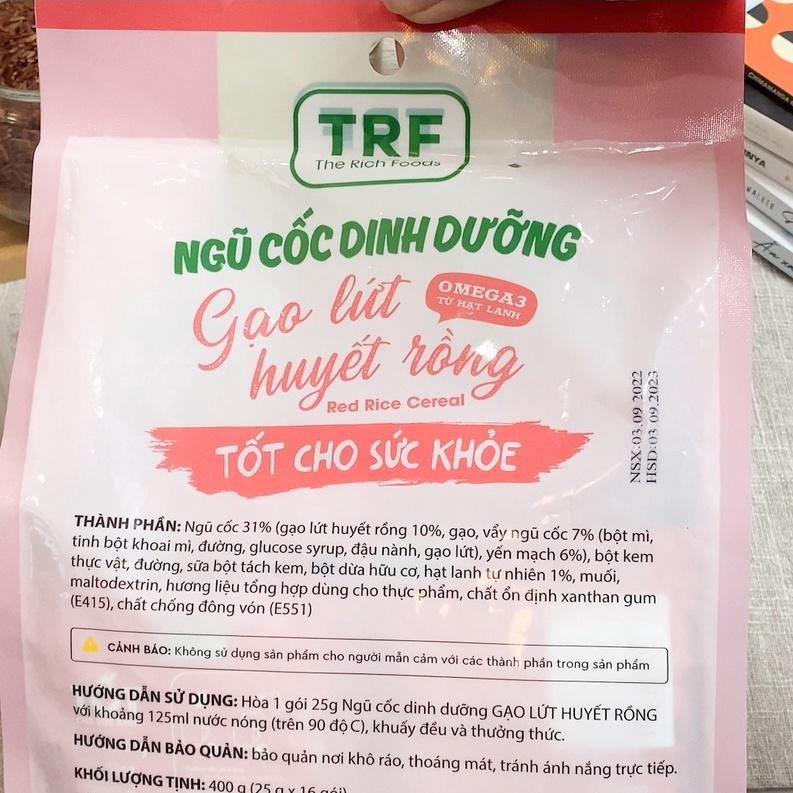 TRF
The Rich Foods
NGŨ CỐC DINH DƯỠNG
Gạo lứt
OMEGA3
TỪ HẠT LANH
huyết rồng
Red Rice Cereal
TỐT CHO SỨC KHỎE
NSX:03.09.2022
HSD:03.09.2023
THÀNH PHẦN: Ngũ cốc 31% (gạo lứt huyết rồng 10%, gạo, vẩy ngũ cốc 7% (bột mì,
tinh bột khoai mì, đường, glucose syrup, đậu nành, gạo lứt), yến mạch 6%), bột kem
thực vật, đường, sữa bột tách kem, bột dừa hữu cơ, hạt lanh tự nhiên 1%, muối,
maltodextrin, hương liệu tổng hợp dùng cho thực phẩm, chất ổn định xanthan gum
(E415), chất chống đông vón (E551)
CẢNH BÁO: Không sử dụng sản phẩm cho người mẫn cảm với các thành phần trong sản phẩm
HƯỚNG DẪN SỬ DỤNG: Hòa 1 gói 25g Ngũ cốc dinh dưỡng GẠO LỨT HUYẾT RỒNG
với khoảng 125ml nước nóng (trên 90 độ C), khuấy đều và thưởng thức.
HƯỚNG DẪN BẢO QUẢN: bảo quản nơi khô ráo, thoáng mát, tránh ánh nắng trực tiếp.
KHỐI LƯỢNG TỊNH: 400 g (25 g x 16 gói)
CHIMAMANDA
WALKER